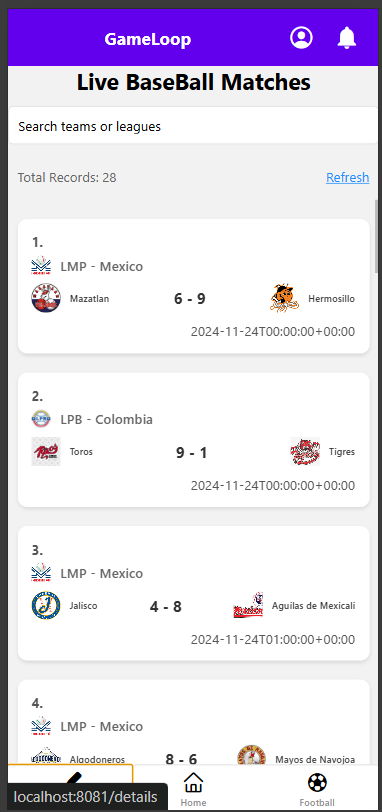 GameLoop
Live BaseBall Matches
Search teams or leagues
Total Records: 28 Refresh
1.
LMP - Mexico
Mazatlan 6 - 9 Hermosillo
2024-11-24T00:00:00+00:00
2.
LPB - Colombia
Toros 9 - 1 Tigres
2024-11-24T00:00:00+00:00
3.
LMP - Mexico
Jalisco 4 - 8 Aguilas de Mexicali
2024-11-24T01:00:00+00:00
4.
LMP - Mexico
Algodoneros 8 - 6 Mayos de Navojoa
localhost:8081/details
Home
Football